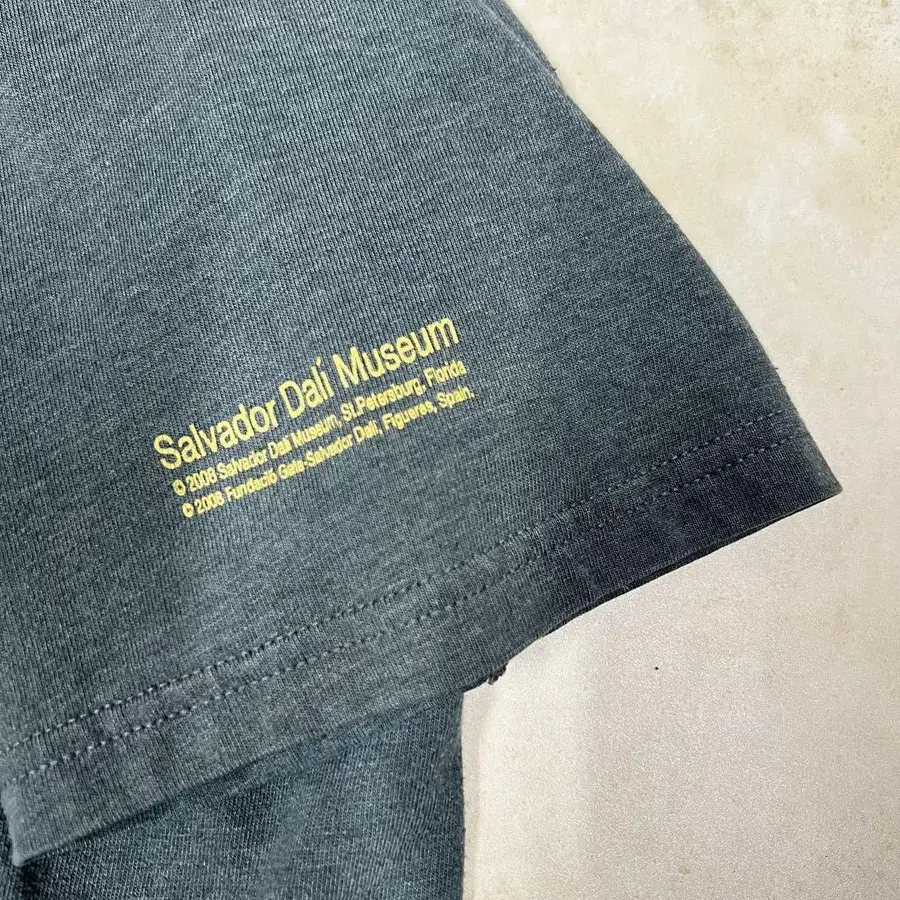 Salvador Dalí Museum
© 2008 Salvador Dalí Museum, St.Petersburg, Florida
© 2008 Fundació Gala-Salvador Dalí, Figueres, Spain.